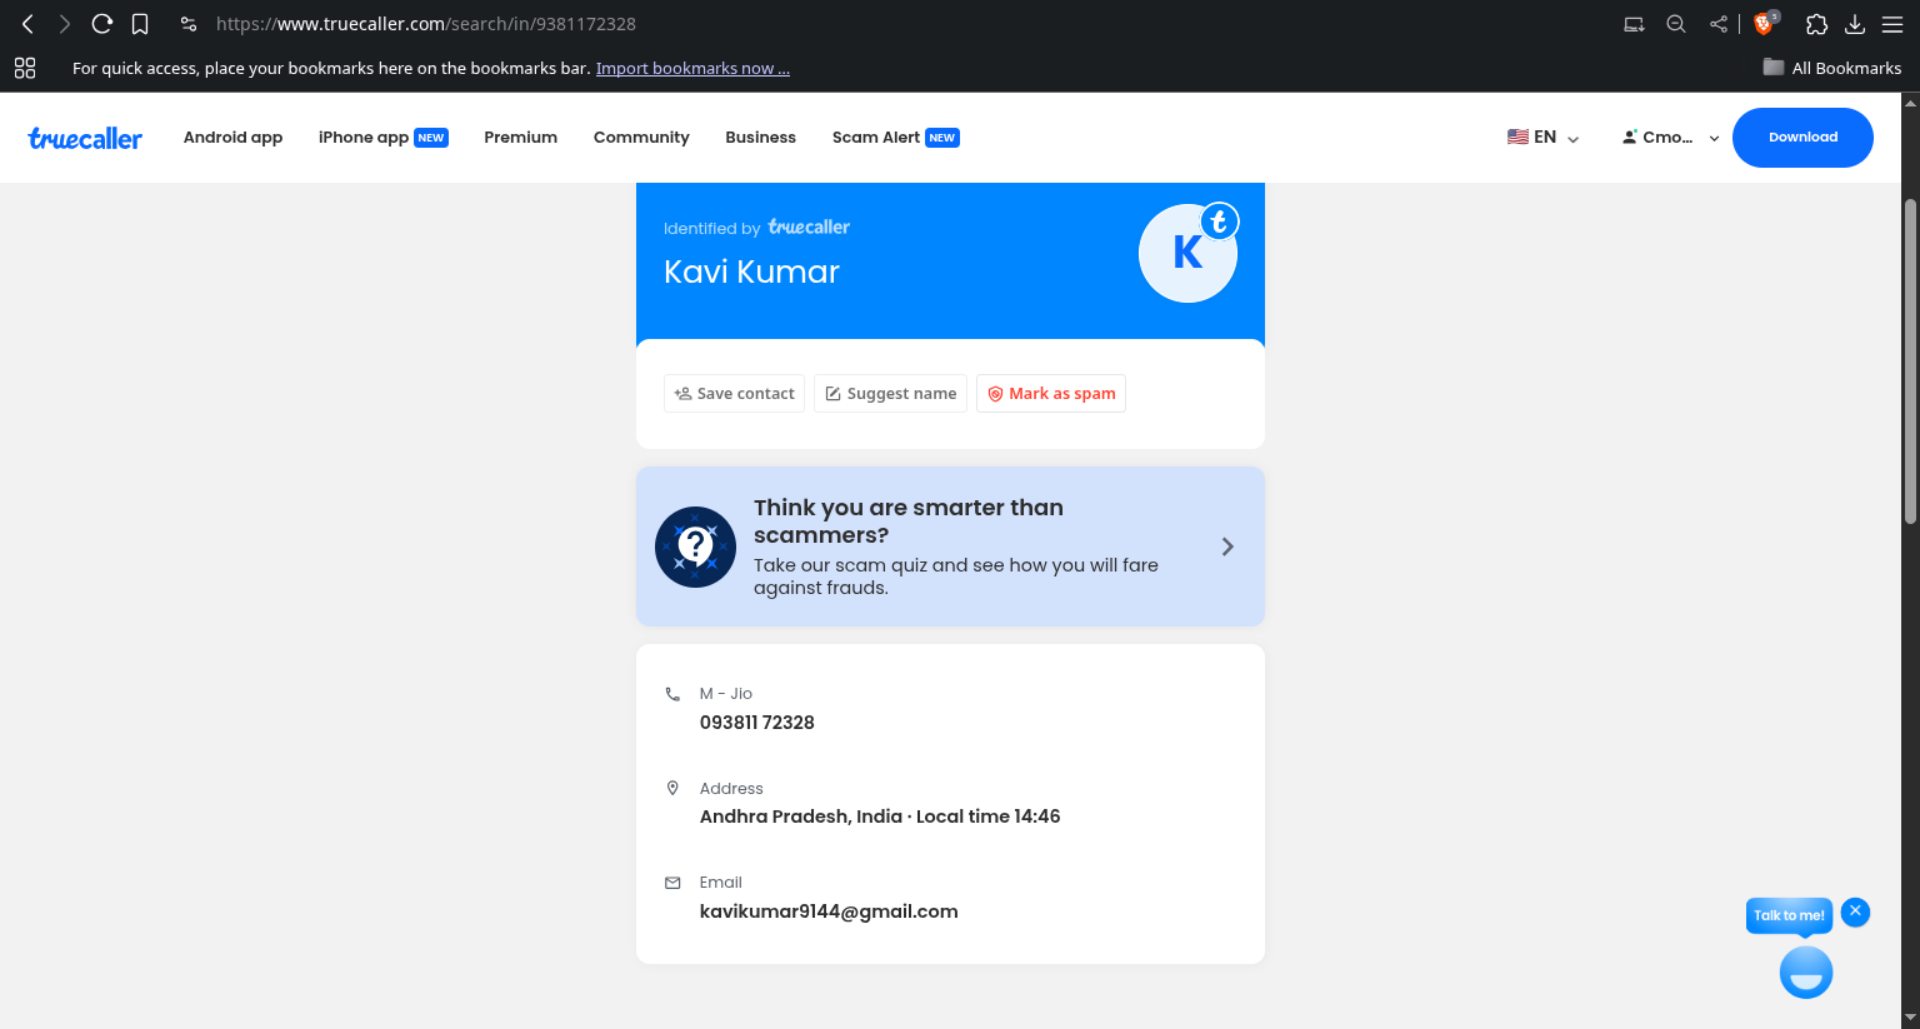 https://www.truecaller.com/search/in/9381172328
5
For quick access, place your bookmarks here on the bookmarks bar. Import bookmarks now ...
All Bookmarks
truecaller
Android app
iPhone app NEW
Premium
Community
Business
Scam Alert NEW
EN
Cmo...
Download
Identified by truecaller
Kavi Kumar
K
t
Save contact
Suggest name
Mark as spam
Think you are smarter than
scammers?
Take our scam quiz and see how you will fare
against frauds.
M - Jio
093811 72328
Address
Andhra Pradesh, India · Local time 14:46
Email
kavikumar9144@gmail.com
Talk to me!